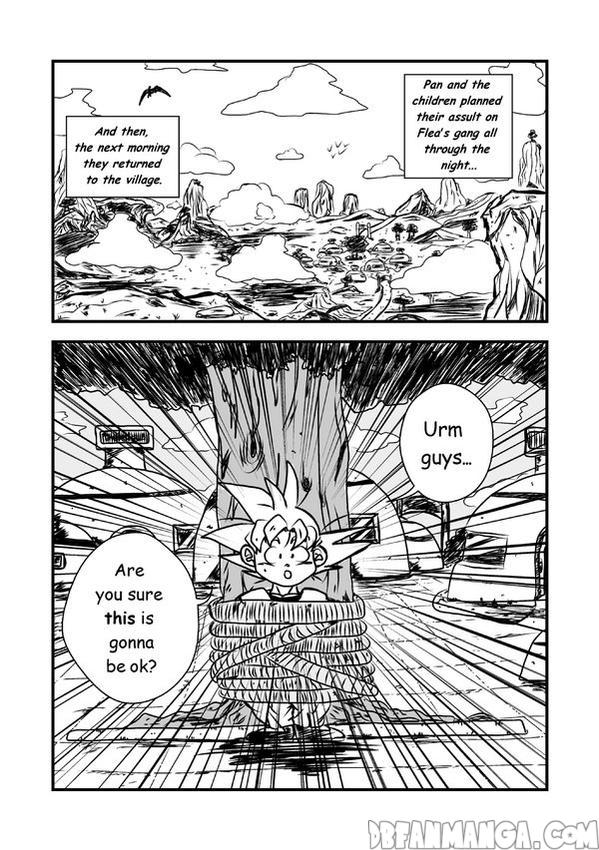 Pan and the
children planned
their assult on
Flea's gang all
through the
night...
And then,
the next morning
they returned
to the village.
Urm
guys...
Are
you sure
this is
gonna
be ok?
DBFANMANGA.COM